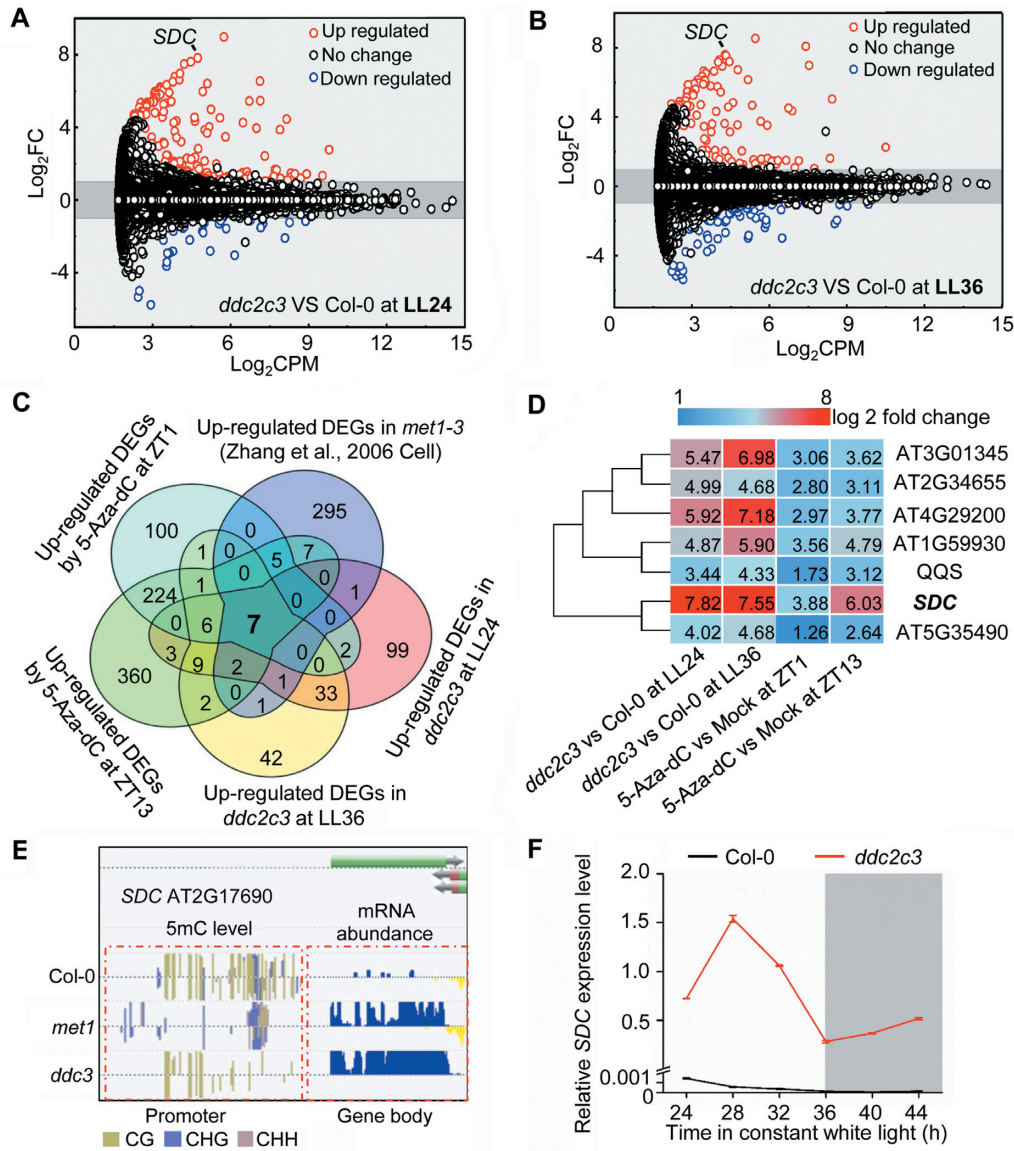 A
SDC
Up regulated
No change
Down regulated
8
4
0
-4
Log2FC
ddc2c3 VS Col-0 at LL24
3 6 9 12 15
Log2CPM
B
SDC
Up regulated
No change
Down regulated
8
4
0
-4
Log2FC
ddc2c3 VS Col-0 at LL36
3 6 9 12 15
Log2CPM
C
Up-regulated DEGs
by 5-Aza-dC at ZT1
Up-regulated DEGs in met1-3
(Zhang et al., 2006 Cell)
Up-regulated DEGs in
ddc2c3 at LL24
Up-regulated DEGs in
ddc2c3 at LL36
Up-regulated DEGs
by 5-Aza-dC at ZT13
100
295
0
1
0
5
7
1
0
0
1
224
0
6
7
0
0
99
360
3
9
2
0
0
2
2
0
1
1
33
42
D
1 8
log 2 fold change
5.47 6.98 3.06 3.62 AT3G01345
4.99 4.68 2.80 3.11 AT2G34655
5.92 7.18 2.97 3.77 AT4G29200
4.87 5.90 3.56 4.79 AT1G59930
3.44 4.33 1.73 3.12 QQS
7.82 7.55 3.88 6.03 SDC
4.02 4.68 1.26 2.64 AT5G35490
ddc2c3 vs Col-0 at LL24
ddc2c3 vs Col-0 at LL36
5-Aza-dC vs Mock at ZT1
5-Aza-dC vs Mock at ZT13
E
SDC AT2G17690
5mC level
mRNA
abundance
Col-0
met1
ddc3
Promoter
Gene body
CG CHG CHH
F
Col-0 ddc2c3
Relative SDC expression level
2.0
1.5
1.0
0.5
0.001
0
24 28 32 36 40 44
Time in constant white light (h)